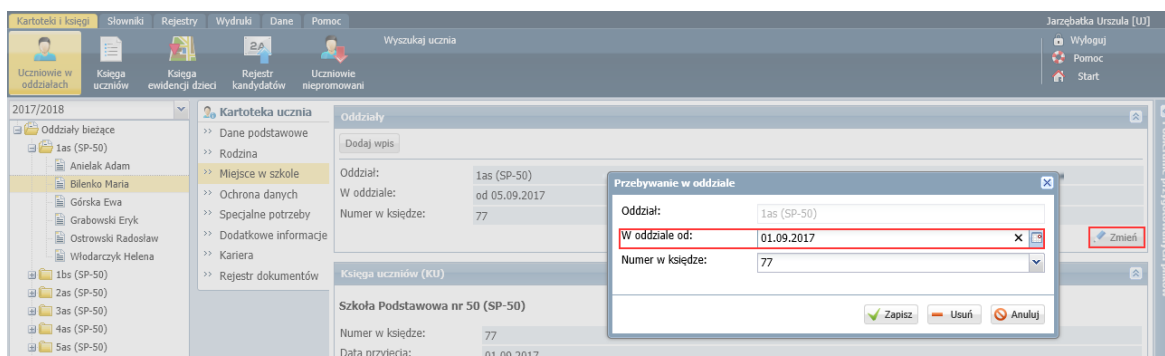 Kartoteki i księgi Słowniki Rejestry Wydruki Dane Pomoc Jarzębatka Urszula [UJ]
Uczniowie w oddziałach
Księga uczniów
Księga ewidencji dzieci
Rejestr kandydatów
Uczniowie niepromowani
Wyszukaj ucznia
Wyloguj
Pomoc
Start
2017/2018
Oddziały bieżące
1as (SP-50)
Anielak Adam
Bilenko Maria
Górska Ewa
Grabowski Eryk
Ostrowski Radosław
Włodarczyk Helena
1bs (SP-50)
2as (SP-50)
3as (SP-50)
4as (SP-50)
5as (SP-50)
Kartoteka ucznia
Dane podstawowe
Rodzina
Miejsce w szkole
Ochrona danych
Specjalne potrzeby
Dodatkowe informacje
Kariera
Rejestr dokumentów
Oddziały
Dodaj wpis
Oddział: 1as (SP-50)
W oddziale: od 05.09.2017
Numer w księdze: 77
Zmień
Księga uczniów (KU)
Szkoła Podstawowa nr 50 (SP-50)
Numer w księdze: 77
Data przyjęcia: 01.09.2017
Przebywanie w oddziale
Oddział: 1as (SP-50)
W oddziale od: 01.09.2017
Numer w księdze: 77
Zapisz Usuń Anuluj